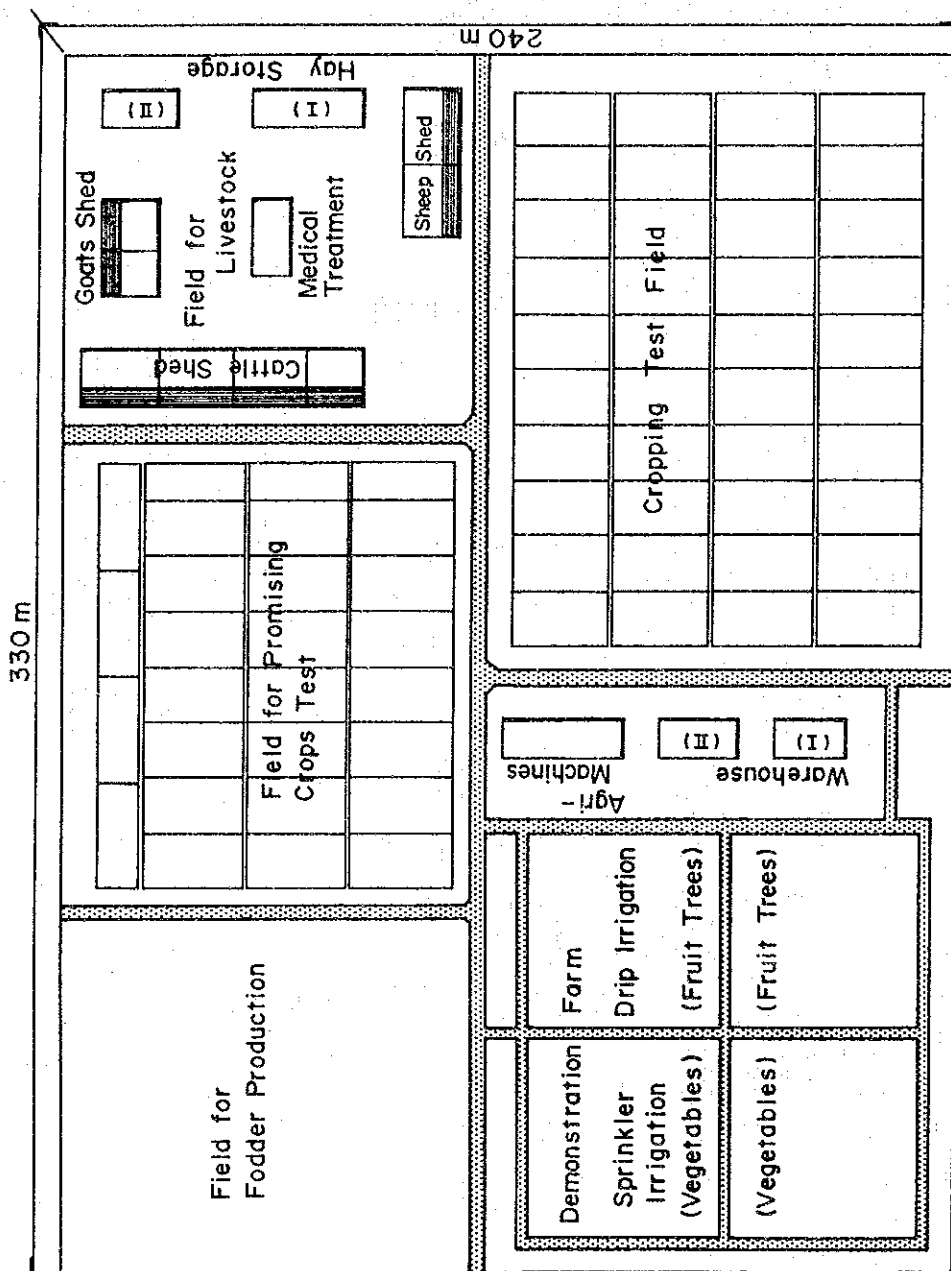 330 m
240 m
Field for
Fodder Production
Field for Promising
Crops Test
Cattle
Shed
Goats Shed
Field for
Livestock
Medical
Treatment
Hay Storage
(II)
(I)
Sheep Shed
Demonstration Farm
Sprinkler
Irrigation
(Vegetables)
Drip Irrigation
(Fruit Trees)
(Vegetables)
(Fruit Trees)
Agri-
Machines
Warehouse
(II)
(I)
Cropping Test Field